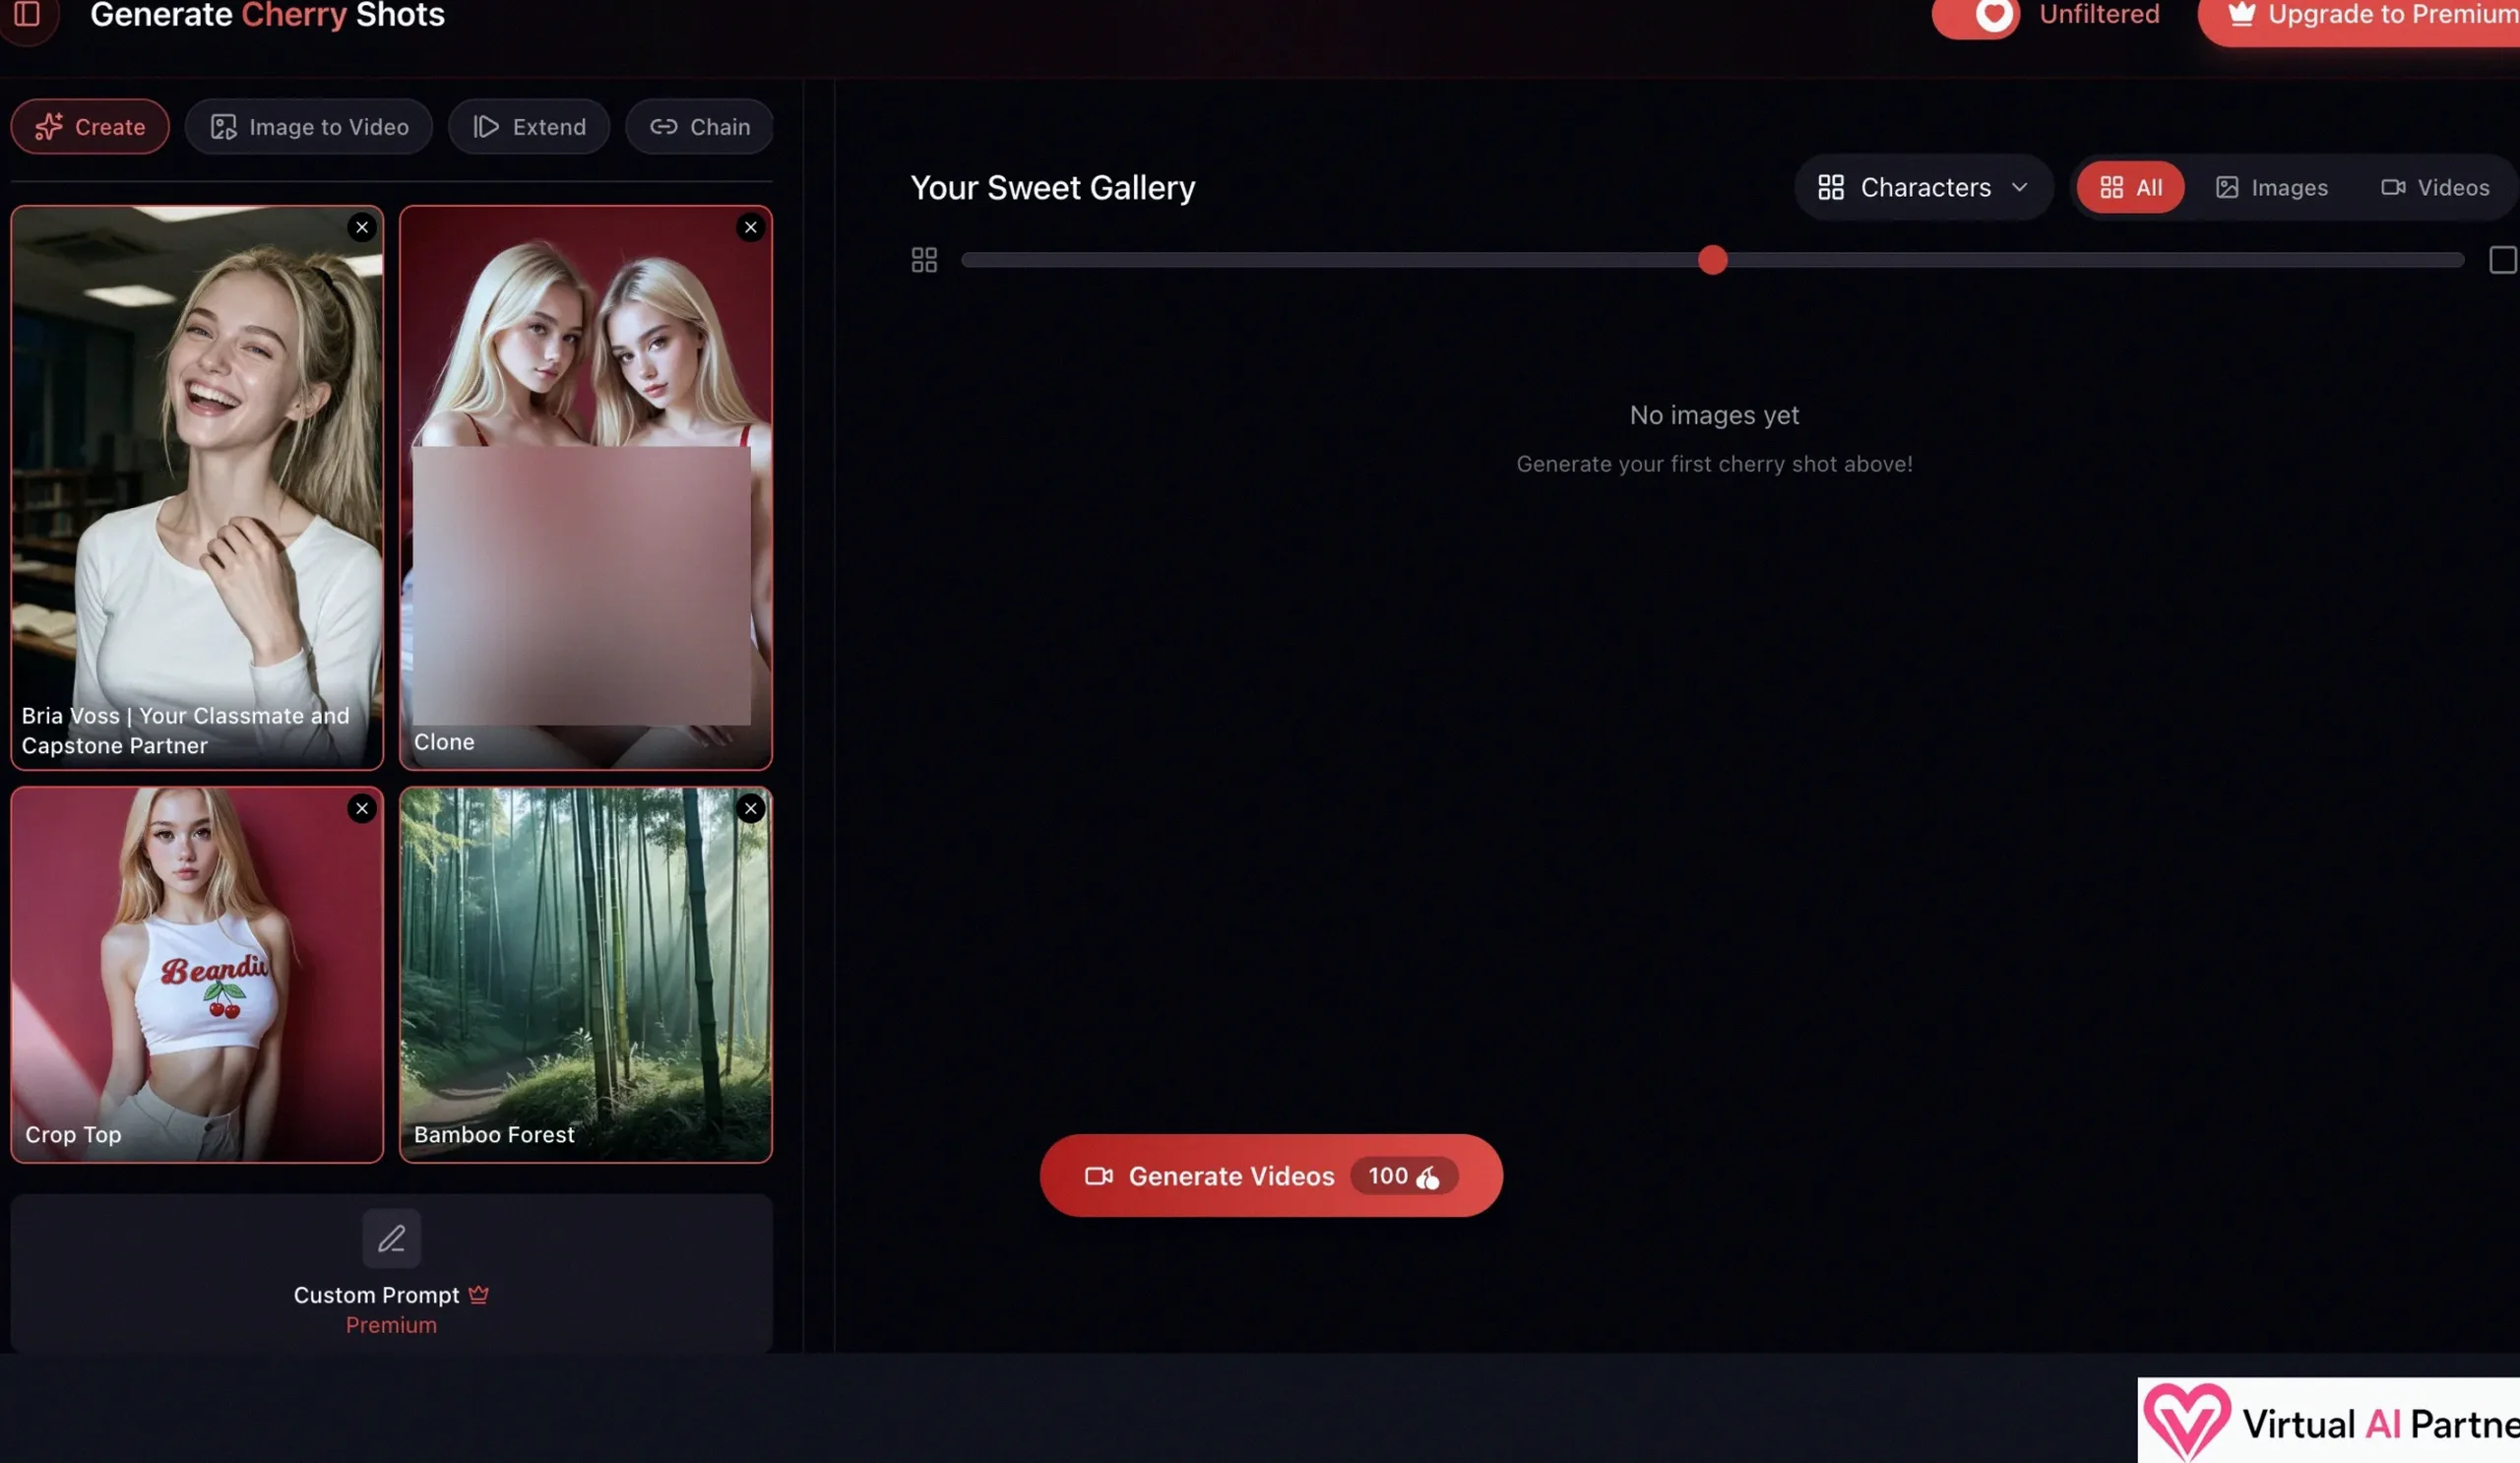 Generate Cherry Shots
Unfiltered
Upgrade to Premium
Create
Image to Video
Extend
Chain
Your Sweet Gallery
Characters
All
Images
Videos
No images yet
Generate your first cherry shot above!
Bria Voss | Your Classmate and
Capstone Partner
Clone
Beandi
Crop Top
Bamboo Forest
Generate Videos 100
Custom Prompt
Premium
Virtual AI Partne